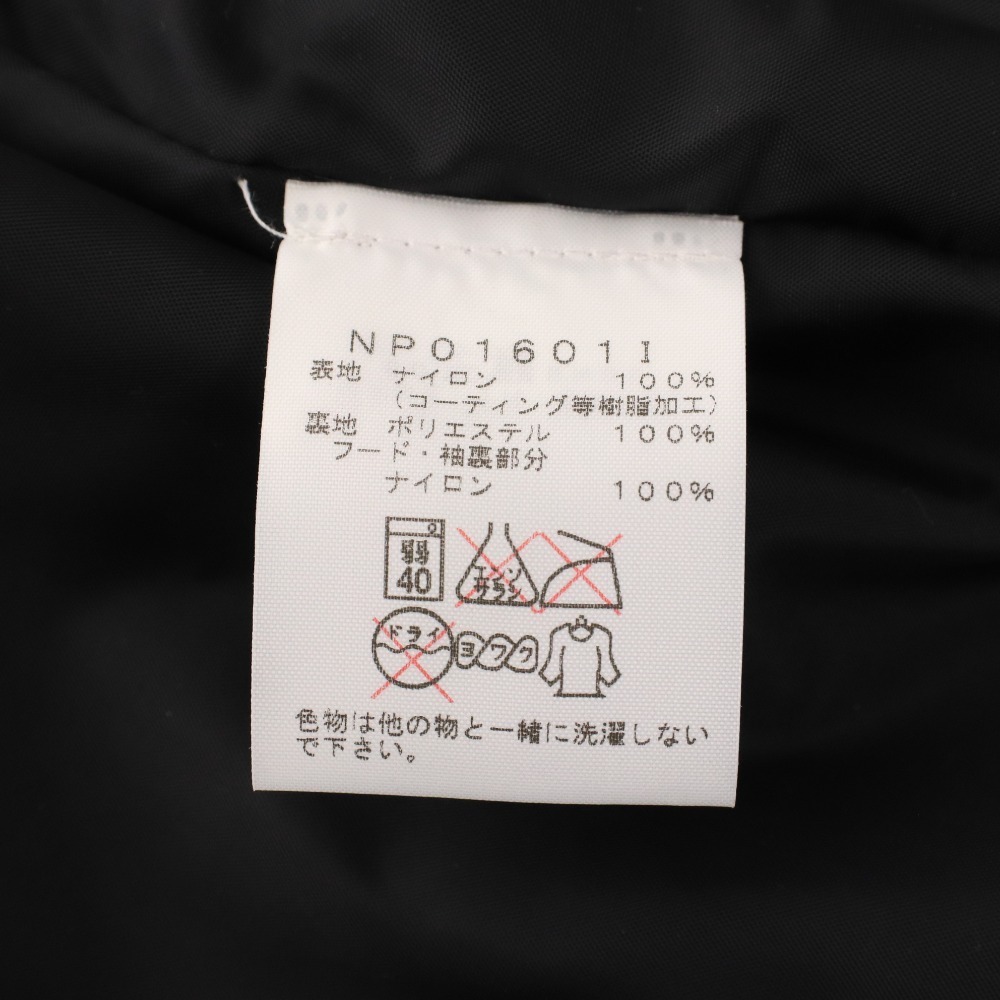 NP01601I
表地 ナイロン 100%
(コーティング等樹脂加工)
裏地 ポリエステル 100%
フード・袖裏部分
ナイロン 100%
弱
40
エンソ
サラシ
ドライ
ヨワク
色物は他の物と一緒に洗濯しない
で下さい。